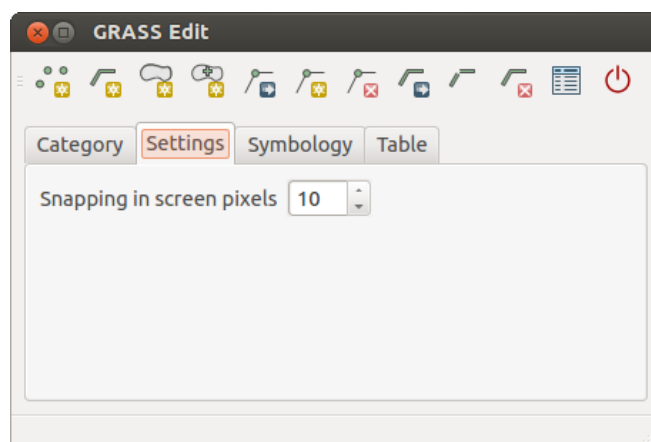 GRASS Edit
Category Settings Symbology Table
Snapping in screen pixels 10